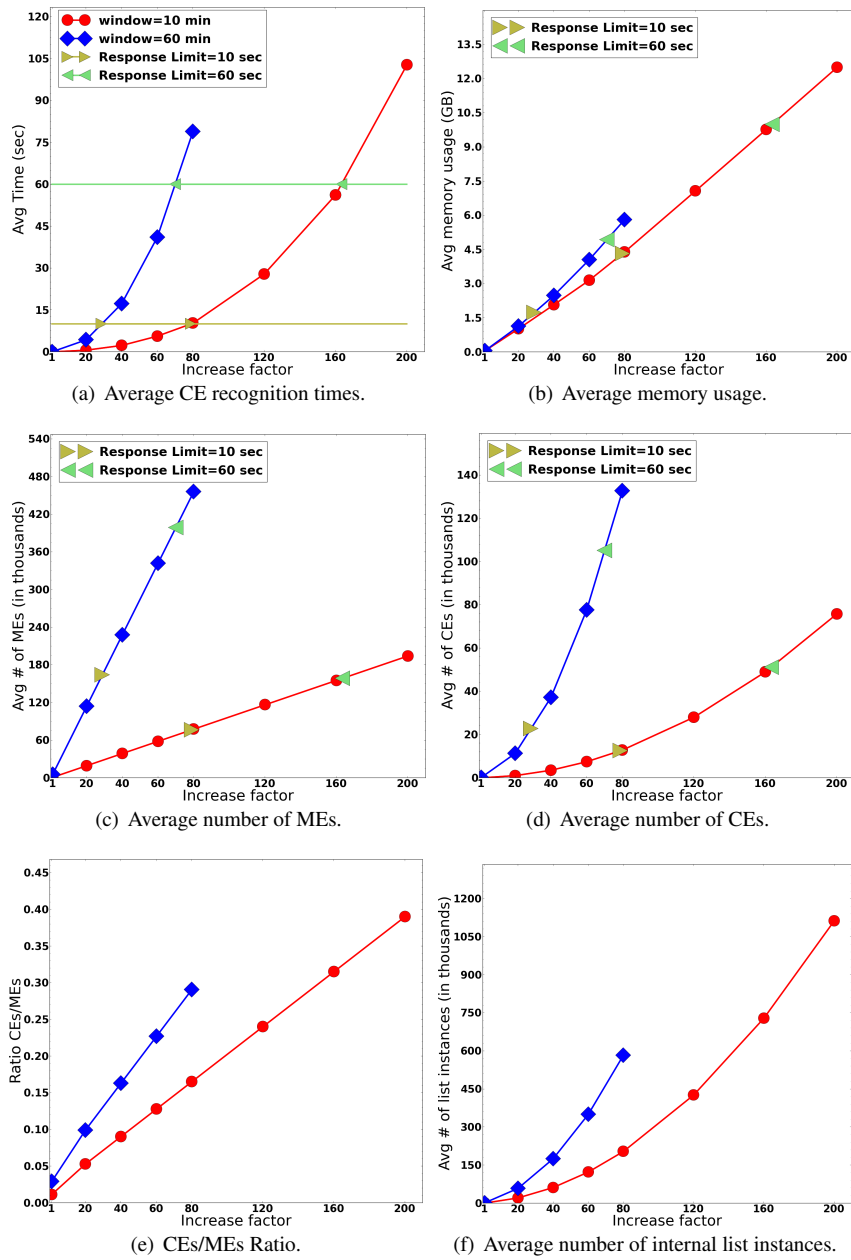 window=10 min
window=60 min
Response Limit=10 sec
Response Limit=60 sec
Avg Time (sec)
120
105
90
75
60
45
30
15
0
1 20 40 60 80 120 160 200
Increase factor
(a) Average CE recognition times.
Response Limit=10 sec
Response Limit=60 sec
Avg memory usage (GB)
13.5
12.0
10.5
9.0
7.5
6.0
4.5
3.0
1.5
0.0
1 20 40 60 80 120 160 200
Increase factor
(b) Average memory usage.
Response Limit=10 sec
Response Limit=60 sec
Avg # of MEs (in thousands)
540
480
420
360
300
240
180
120
60
0
1 20 40 60 80 120 160 200
Increase factor
(c) Average number of MEs.
Response Limit=10 sec
Response Limit=60 sec
Avg # of CEs (in thousands)
140
120
100
80
60
40
20
0
1 20 40 60 80 120 160 200
Increase factor
(d) Average number of CEs.
Ratio CEs/MEs
0.45
0.40
0.35
0.30
0.25
0.20
0.15
0.10
0.05
0.00
1 20 40 60 80 120 160 200
Increase factor
(e) CEs/MEs Ratio.
Avg # of list instances (in thousands)
1200
1050
900
750
600
450
300
150
0
1 20 40 60 80 120 160 200
Increase factor
(f) Average number of internal list instances.